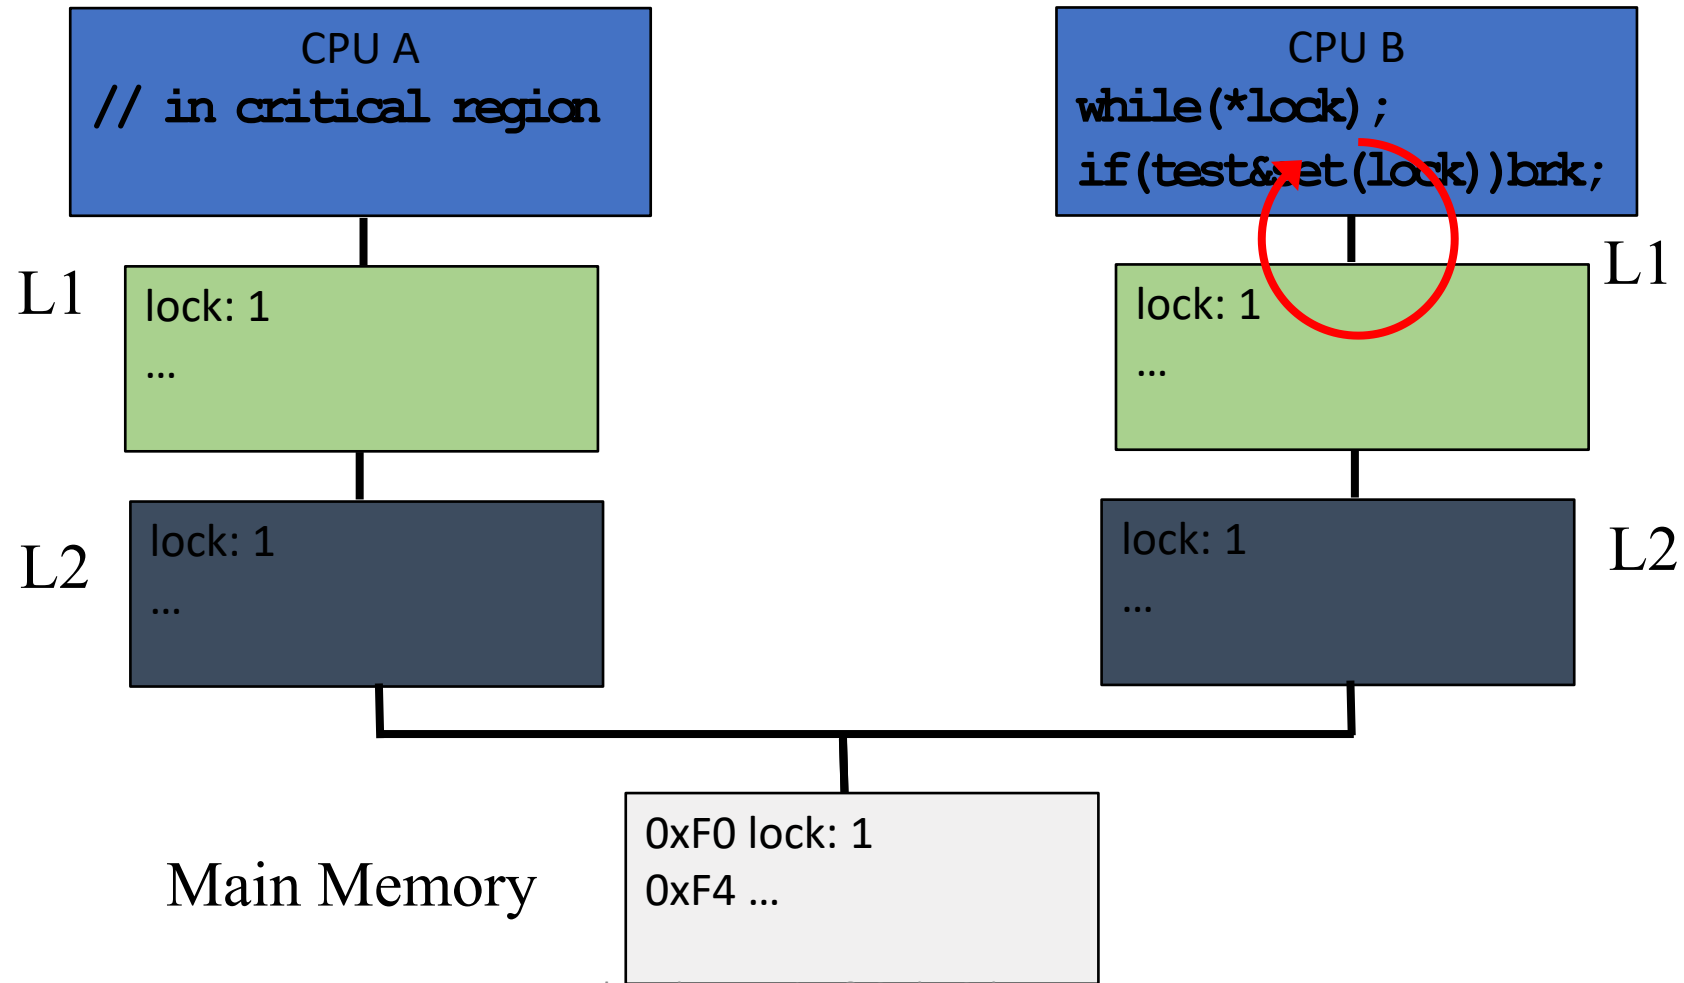 CPU A
// in critical region
CPU B
while(*lock);
if(test&set(lock))brk;
L1
lock: 1
…
lock: 1
…
L1
L2
lock: 1
…
lock: 1
…
L2
Main Memory
0xF0 lock: 1
0xF4 …